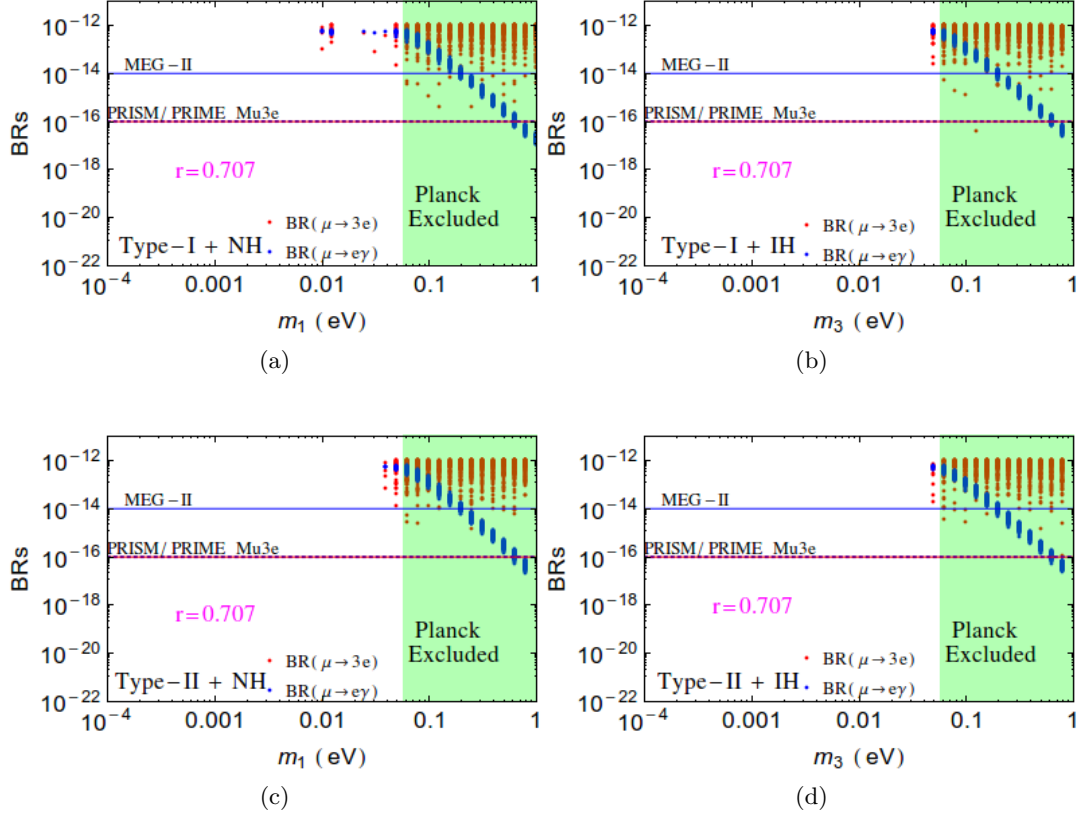 10^-12
10^-14
10^-16
10^-18
10^-20
10^-22
BRs
MEG-II
PRISM/PRIME Mu3e
r=0.707
Planck
Excluded
BR(μ→3e)
Type-I + NH
BR(μ→eγ)
10^-4
0.001
0.01
0.1
1
m₁ (eV)
(a)
10^-12
10^-14
10^-16
10^-18
10^-20
10^-22
BRs
MEG-II
PRISM/PRIME Mu3e
r=0.707
Planck
Excluded
BR(μ→3e)
Type-I + IH
BR(μ→eγ)
10^-4
0.001
0.01
0.1
1
m₃ (eV)
(b)
10^-12
10^-14
10^-16
10^-18
10^-20
10^-22
BRs
MEG-II
PRISM/PRIME Mu3e
r=0.707
Planck
Excluded
BR(μ→3e)
Type-II + NH
BR(μ→eγ)
10^-4
0.001
0.01
0.1
1
m₁ (eV)
(c)
10^-12
10^-14
10^-16
10^-18
10^-20
10^-22
BRs
MEG-II
PRISM/PRIME Mu3e
r=0.707
Planck
Excluded
BR(μ→3e)
Type-II + IH
BR(μ→eγ)
10^-4
0.001
0.01
0.1
1
m₃ (eV)
(d)